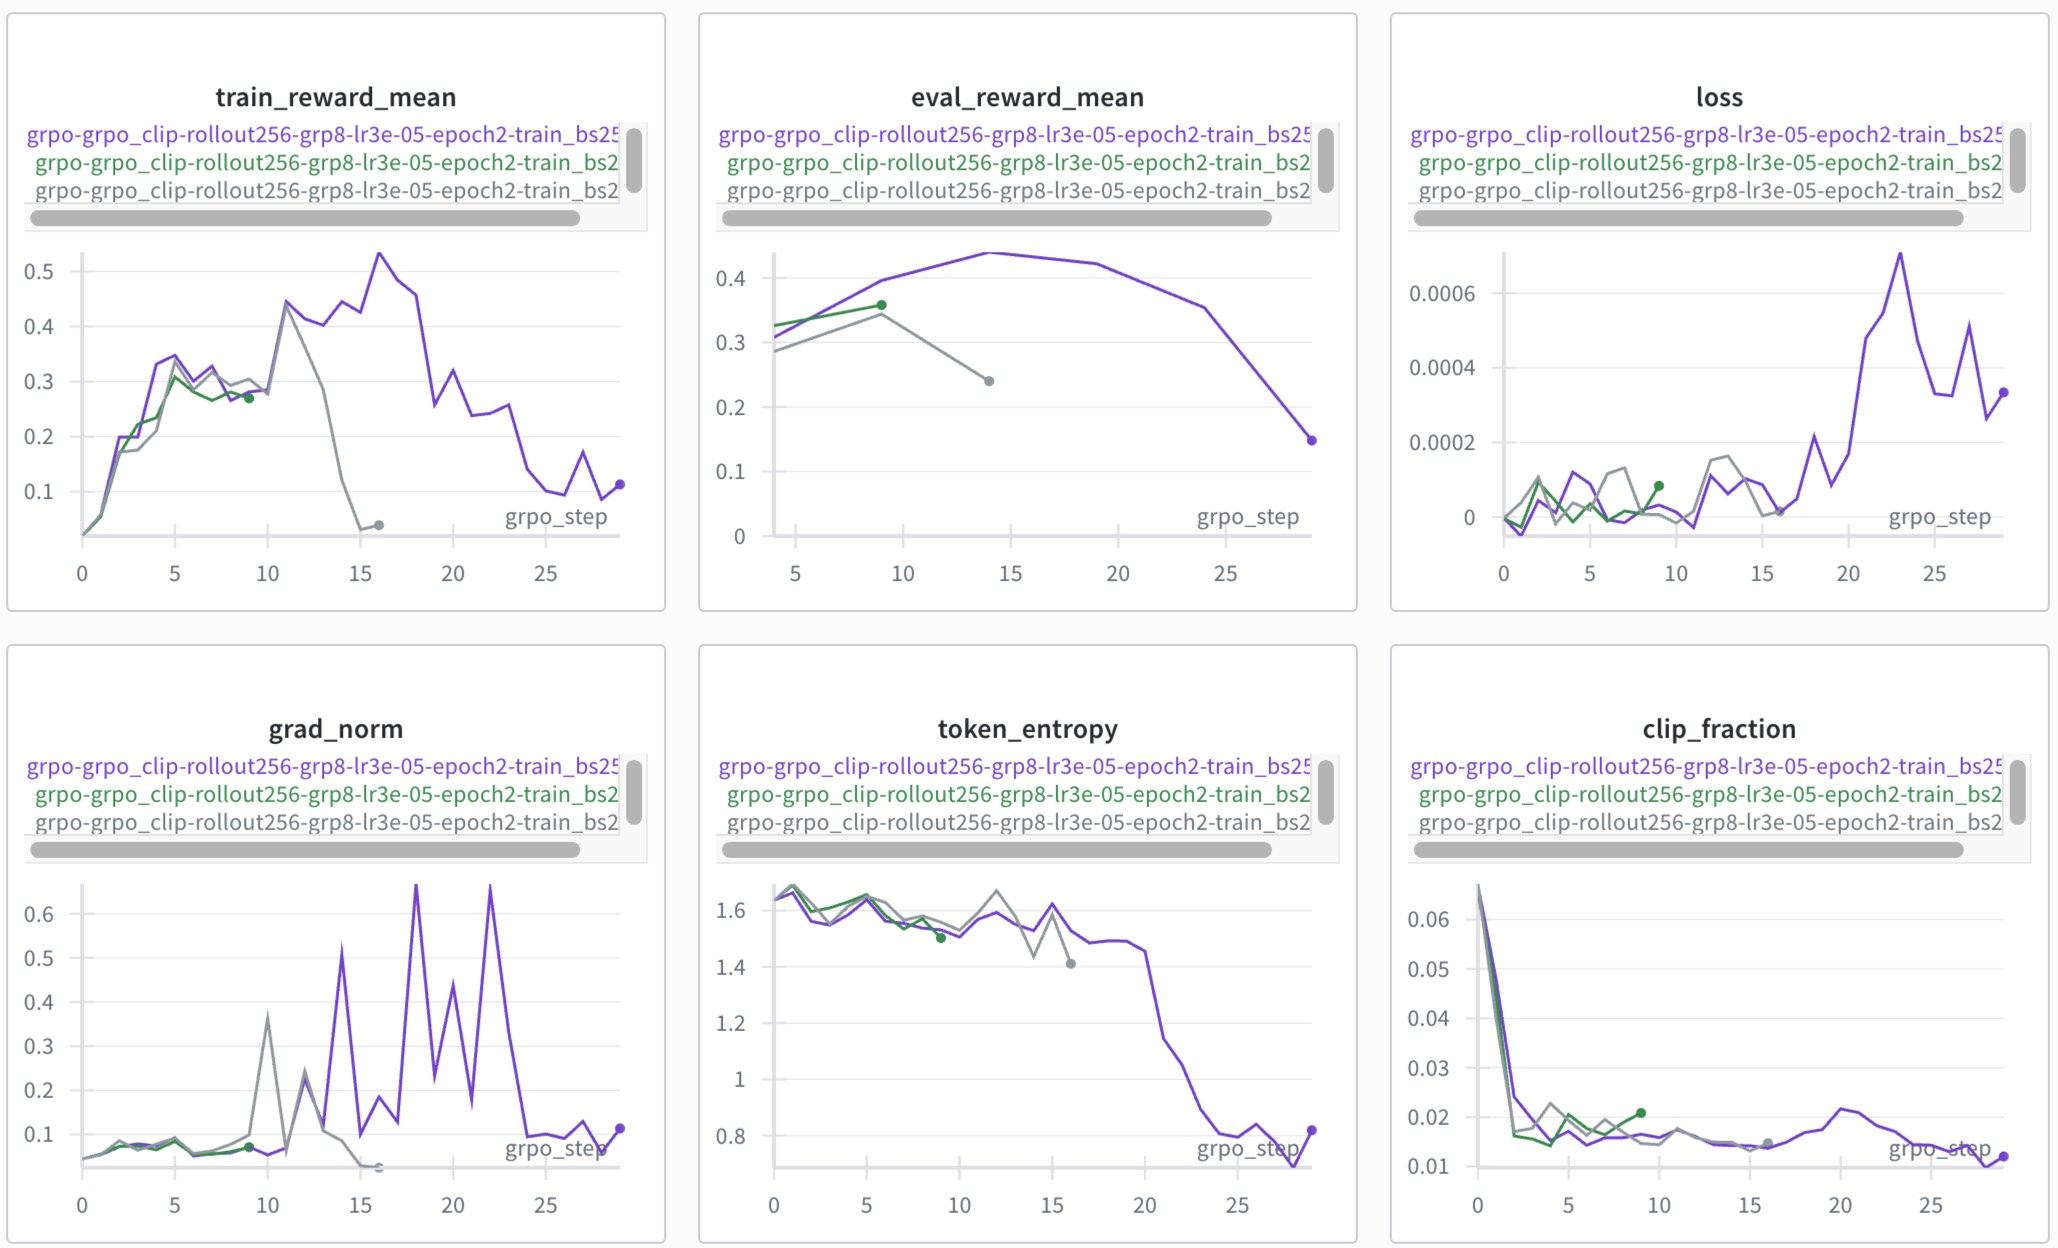 train_reward_mean
grpo-grpo_clip-rollout256-grp8-lr3e-05-epoch2-train_bs25
grpo-grpo_clip-rollout256-grp8-lr3e-05-epoch2-train_bs2
grpo-grpo_clip-rollout256-grp8-lr3e-05-epoch2-train_bs2
0.5
0.4
0.3
0.2
0.1
grpo_step
0 5 10 15 20 25
eval_reward_mean
grpo-grpo_clip-rollout256-grp8-lr3e-05-epoch2-train_bs25
grpo-grpo_clip-rollout256-grp8-lr3e-05-epoch2-train_bs2
grpo-grpo_clip-rollout256-grp8-lr3e-05-epoch2-train_bs2
0.4
0.3
0.2
0.1
0
grpo_step
5 10 15 20 25
loss
grpo-grpo_clip-rollout256-grp8-lr3e-05-epoch2-train_bs25
grpo-grpo_clip-rollout256-grp8-lr3e-05-epoch2-train_bs2
grpo-grpo_clip-rollout256-grp8-lr3e-05-epoch2-train_bs2
0.0006
0.0004
0.0002
0
grpo_step
0 5 10 15 20 25
grad_norm
grpo-grpo_clip-rollout256-grp8-lr3e-05-epoch2-train_bs25
grpo-grpo_clip-rollout256-grp8-lr3e-05-epoch2-train_bs2
grpo-grpo_clip-rollout256-grp8-lr3e-05-epoch2-train_bs2
0.6
0.5
0.4
0.3
0.2
0.1
grpo_step
0 5 10 15 20 25
token_entropy
grpo-grpo_clip-rollout256-grp8-lr3e-05-epoch2-train_bs25
grpo-grpo_clip-rollout256-grp8-lr3e-05-epoch2-train_bs2
grpo-grpo_clip-rollout256-grp8-lr3e-05-epoch2-train_bs2
1.6
1.4
1.2
1
0.8
grpo_step
0 5 10 15 20 25
clip_fraction
grpo-grpo_clip-rollout256-grp8-lr3e-05-epoch2-train_bs25
grpo-grpo_clip-rollout256-grp8-lr3e-05-epoch2-train_bs2
grpo-grpo_clip-rollout256-grp8-lr3e-05-epoch2-train_bs2
0.06
0.05
0.04
0.03
0.02
0.01
grpo_step
0 5 10 15 20 25